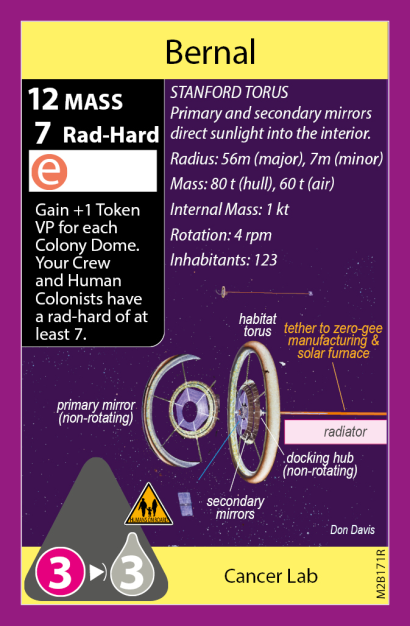 Bernal
12 MASS
7 Rad-Hard
e
Gain +1 Token
VP for each
Colony Dome.
Your Crew
and Human
Colonists have
a rad-hard of at
least 7.
STANFORD TORUS
Primary and secondary mirrors
direct sunlight into the interior.
Radius: 56m (major), 7m (minor)
Mass: 80 t (hull), 60 t (air)
Internal Mass: 1 kt
Rotation: 4 rpm
Inhabitants: 123
habitat
torus
tether to zero-gee
manufacturing &
solar furnace
primary mirror
(non-rotating)
radiator
docking hub
(non-rotating)
secondary
mirrors
Don Davis
3 3
Cancer Lab
M2B171R